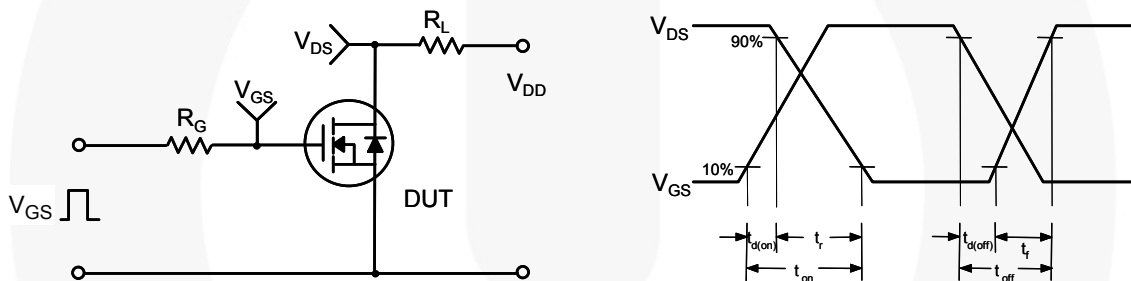 R_L
V_DS
V_DD
V_GS
R_G
DUT
V_GS
V_DS
90%
10%
V_GS
t_d(on)
t_r
t_d(off)
t_f
t_on
t_off